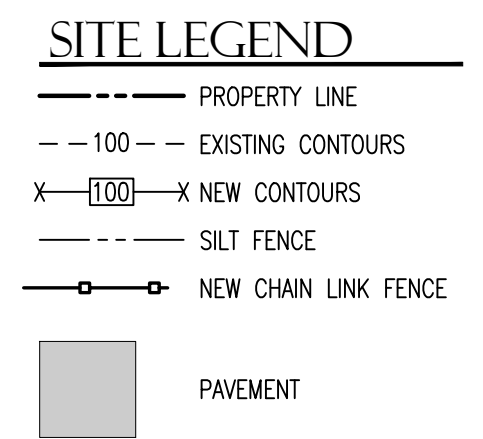 SITE LEGEND
PROPERTY LINE
100 EXISTING CONTOURS
X 100 X NEW CONTOURS
SILT FENCE
NEW CHAIN LINK FENCE
PAVEMENT